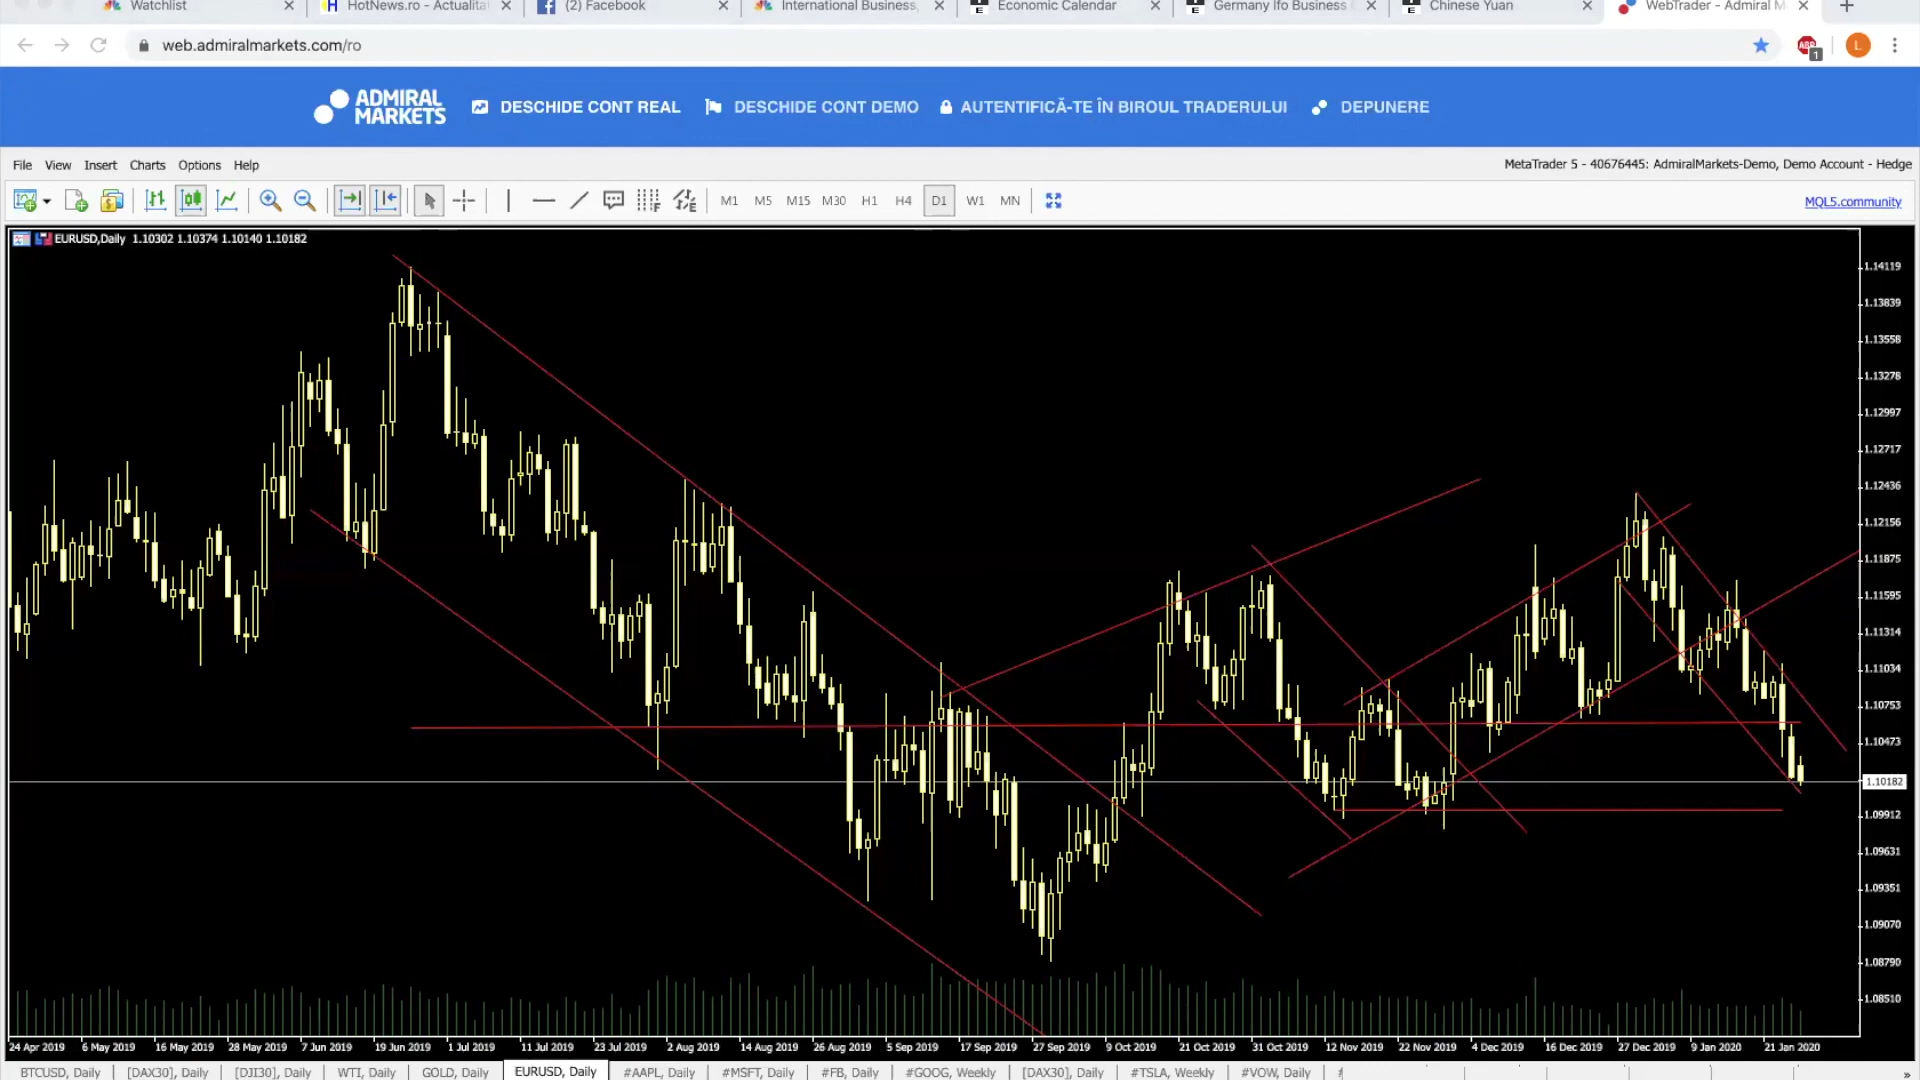 Watchlist
HotNews.ro - Actualita
(2) Facebook
International Business,
Economic Calendar
Germany Ifo Business
Chinese Yuan
WebTrader - Admiral M
web.admiralmarkets.com/ro
ABP
1
L
ADMIRAL
MARKETS
DESCHIDE CONT REAL
DESCHIDE CONT DEMO
AUTENTIFICĂ-TE ÎN BIROUL TRADERULUI
DEPUNERE
File View Insert Charts Options Help
MetaTrader 5 - 40676445: AdmiralMarkets-Demo, Demo Account - Hedge
M1 M5 M15 M30 H1 H4 D1 W1 MN
MQL5.community
EURUSD,Daily 1.10302 1.10374 1.10140 1.10182
1.14119
1.13839
1.13558
1.13278
1.12997
1.12717
1.12436
1.12156
1.11875
1.11595
1.11314
1.11034
1.10753
1.10473
1.10182
1.09912
1.09631
1.09351
1.09070
1.08790
1.08510
24 Apr 2019 6 May 2019 16 May 2019 28 May 2019 7 Jun 2019 19 Jun 2019 1 Jul 2019 11 Jul 2019 23 Jul 2019 2 Aug 2019 14 Aug 2019 26 Aug 2019 5 Sep 2019 17 Sep 2019 27 Sep 2019 9 Oct 2019 21 Oct 2019 31 Oct 2019 12 Nov 2019 22 Nov 2019 4 Dec 2019 16 Dec 2019 27 Dec 2019 9 Jan 2020 21 Jan 2020
BTCUSD, Daily [DAX30], Daily [DJI30], Daily WTI, Daily GOLD, Daily EURUSD, Daily #AAPL, Daily #MSFT, Daily #FB, Daily #GOOG, Weekly [DAX30], Daily #TSLA, Weekly #VOW, Daily